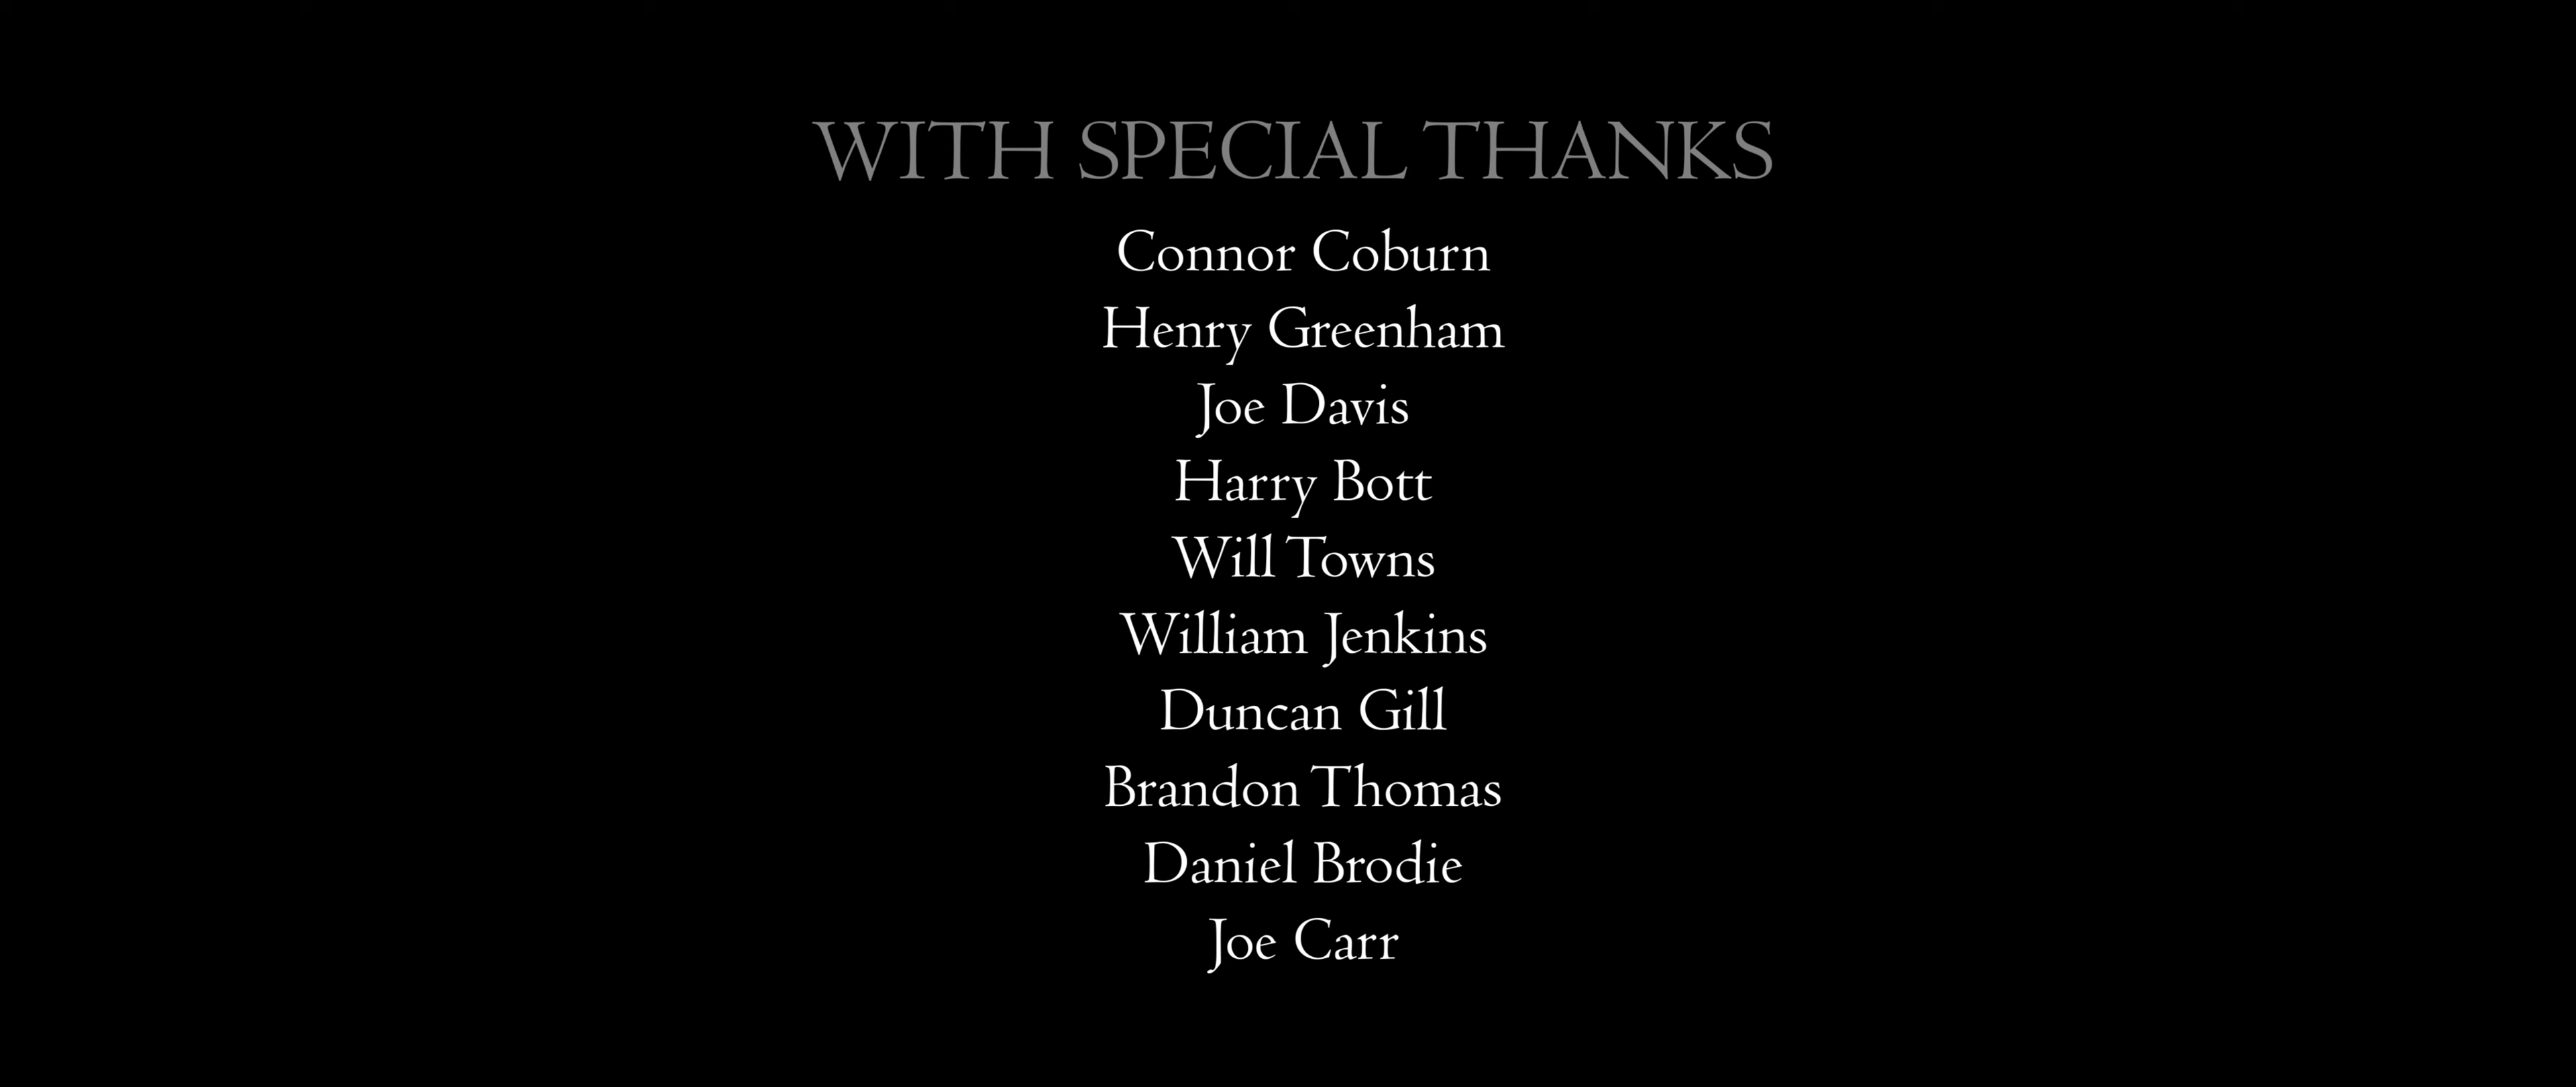 WITH SPECIAL THANKS
Connor Coburn
Henry Greenham
Joe Davis
Harry Bott
Will Towns
William Jenkins
Duncan Gill
Brandon Thomas
Daniel Brodie
Joe Carr